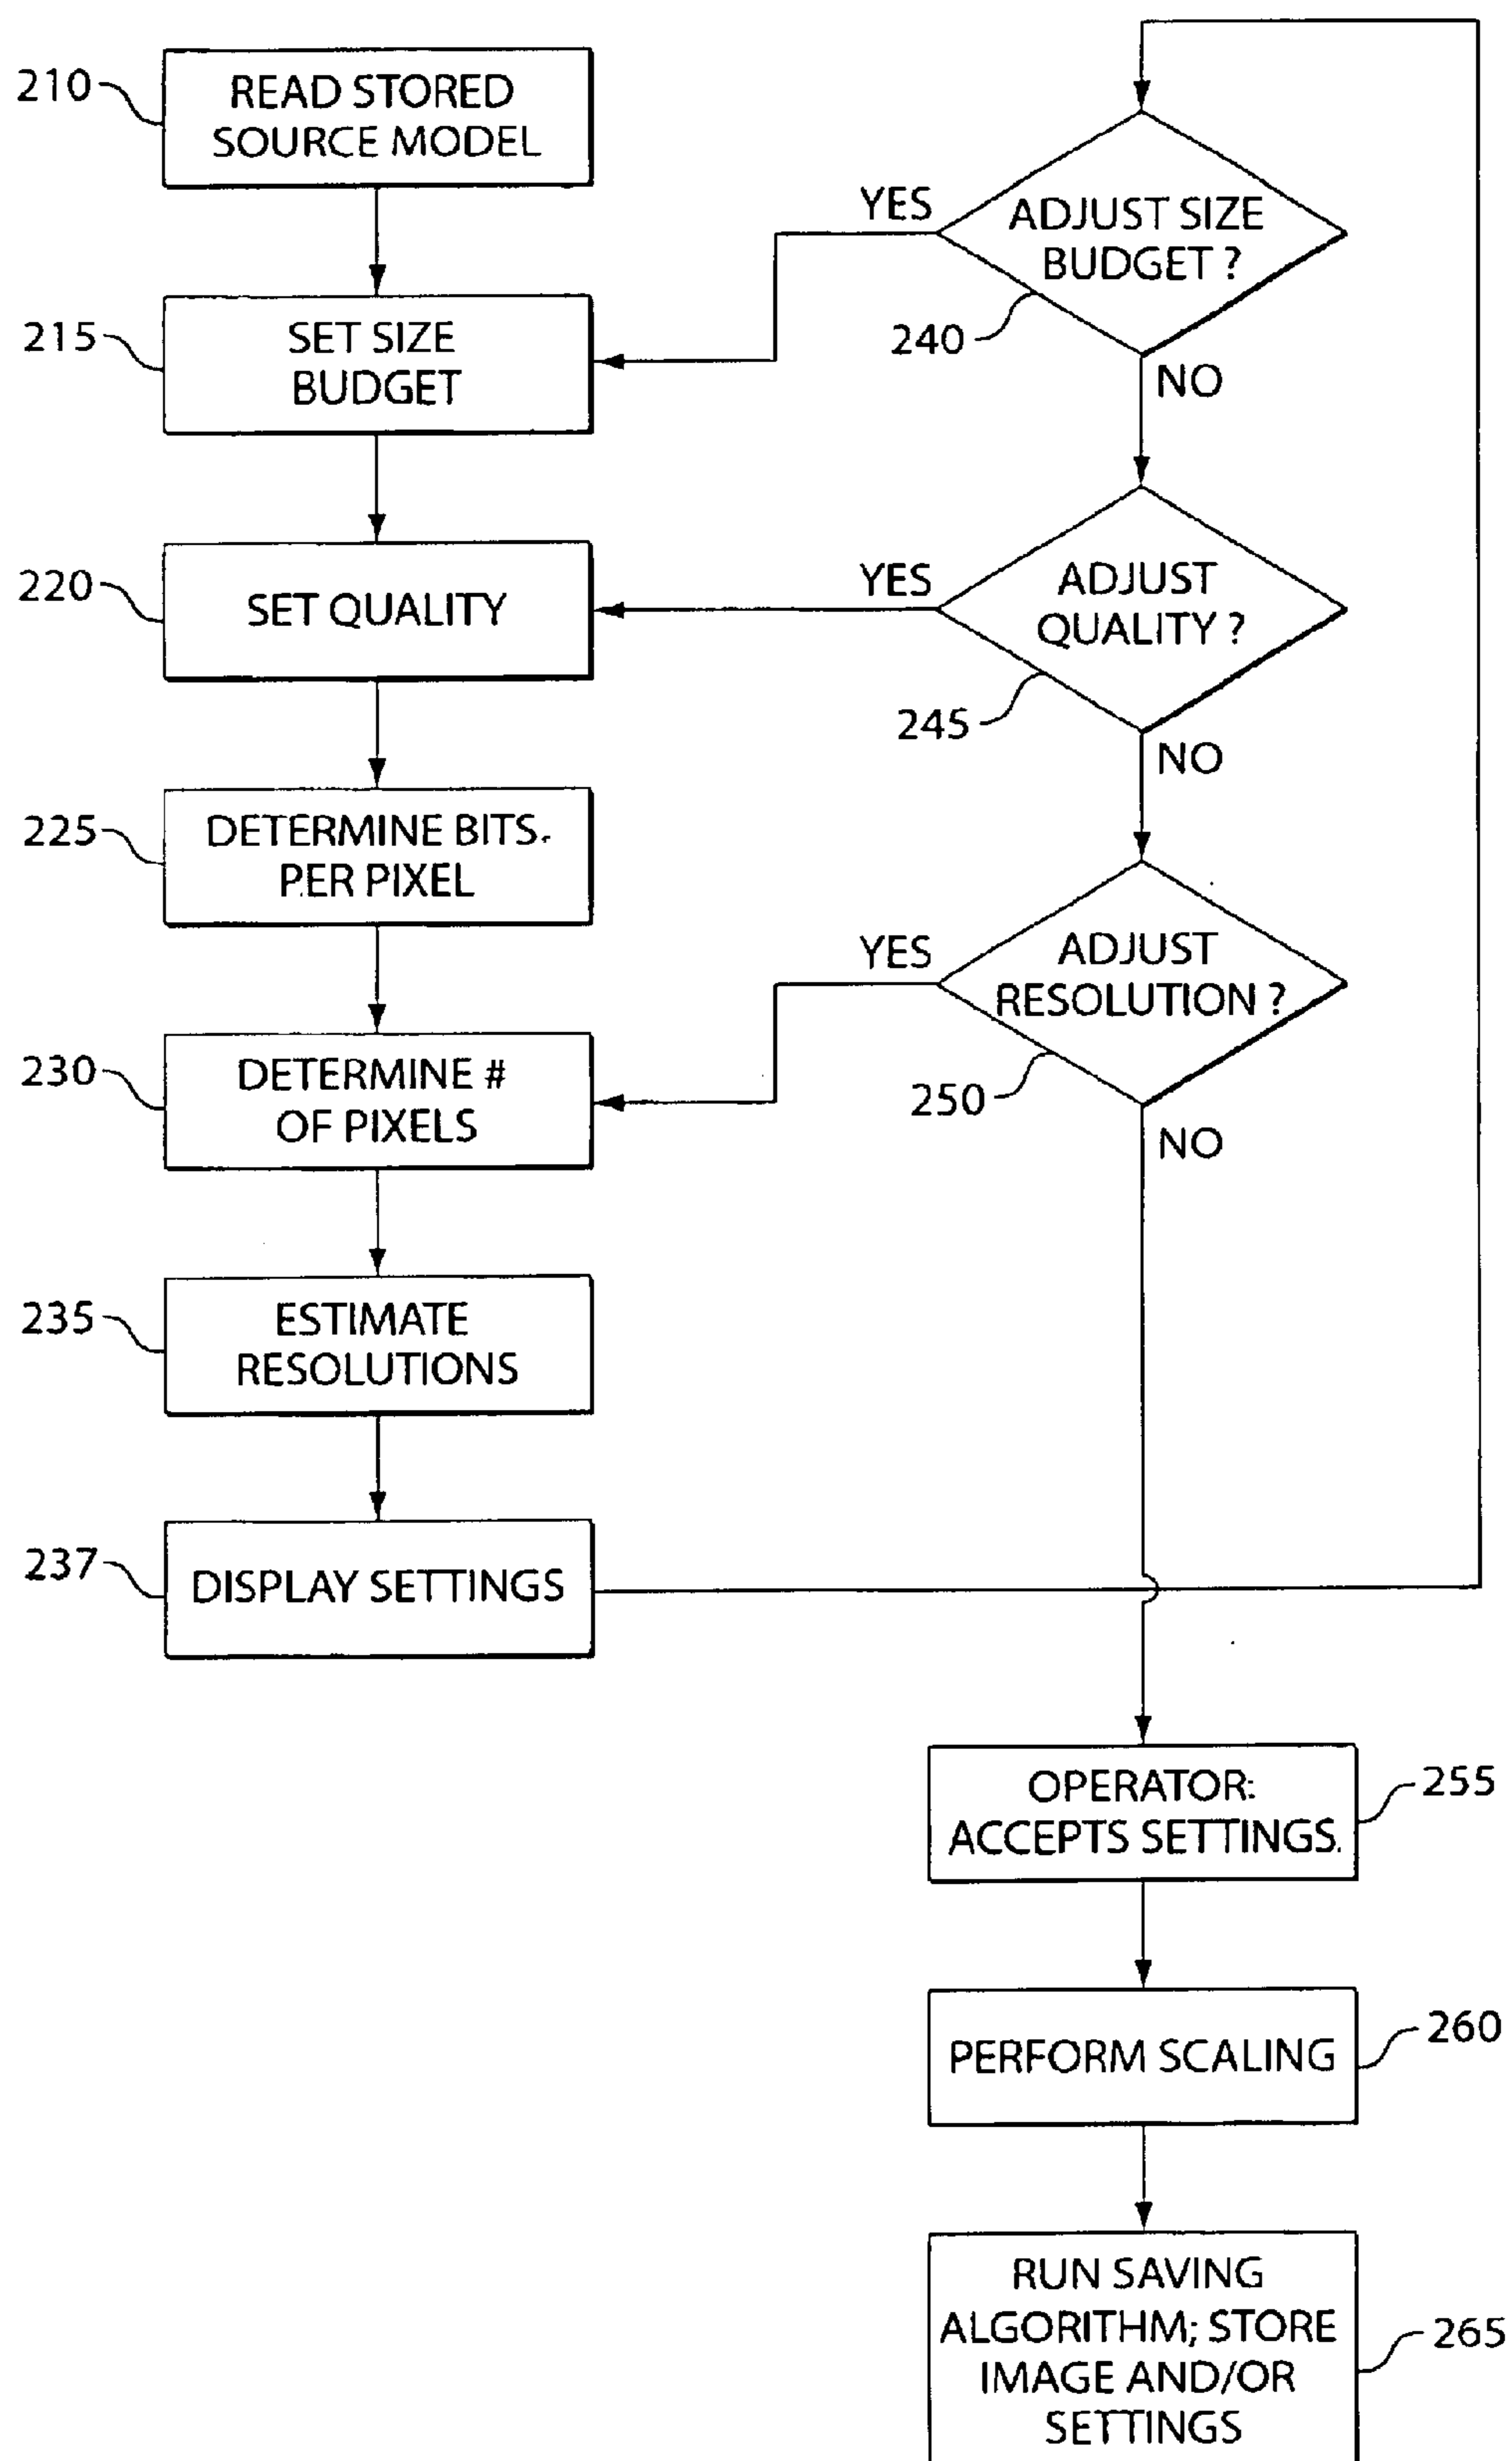 210
READ STORED
SOURCE MODEL
215
SET SIZE
BUDGET
220
SET QUALITY
225
DETERMINE BITS
PER PIXEL
230
DETERMINE #
OF PIXELS
235
ESTIMATE
RESOLUTIONS
237
DISPLAY SETTINGS
YES
ADJUST SIZE
BUDGET ?
240
NO
YES
ADJUST
QUALITY ?
245
NO
YES
ADJUST
RESOLUTION ?
250
NO
OPERATOR:
ACCEPTS SETTINGS.
255
PERFORM SCALING
260
RUN SAVING
ALGORITHM; STORE
IMAGE AND/OR
SETTINGS
265